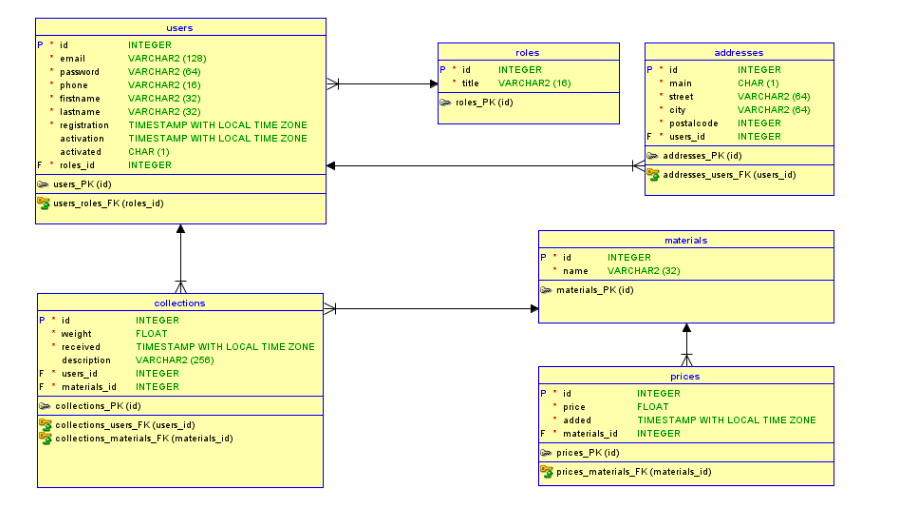 users
P * id INTEGER
* email VARCHAR2 (128)
* password VARCHAR2 (64)
* phone VARCHAR2 (16)
* firstname VARCHAR2 (32)
lastname VARCHAR2 (32)
* registration TIMESTAMP WITH LOCAL TIME ZONE
activation TIMESTAMP WITH LOCAL TIME ZONE
activated CHAR (1)
F * roles_id INTEGER
users_PK (id)
users_roles_FK (roles_id)
roles
P * id INTEGER
* title VARCHAR2 (16)
roles_PK (id)
addresses
P * id INTEGER
* main CHAR (1)
* street VARCHAR2 (64)
* city VARCHAR2 (64)
* postalcode INTEGER
F * users_id INTEGER
addresses_PK (id)
addresses_users_FK (users_id)
collections
P * id INTEGER
* weight FLOAT
* received TIMESTAMP WITH LOCAL TIME ZONE
description VARCHAR2 (256)
F * users_id INTEGER
F * materials_id INTEGER
collections_PK (id)
collections_users_FK (users_id)
collections_materials_FK (materials_id)
materials
P * id INTEGER
* name VARCHAR2 (32)
materials_PK (id)
prices
P * id INTEGER
* price FLOAT
* added TIMESTAMP WITH LOCAL TIME ZONE
F * materials_id INTEGER
prices_PK (id)
prices_materials_FK (materials_id)